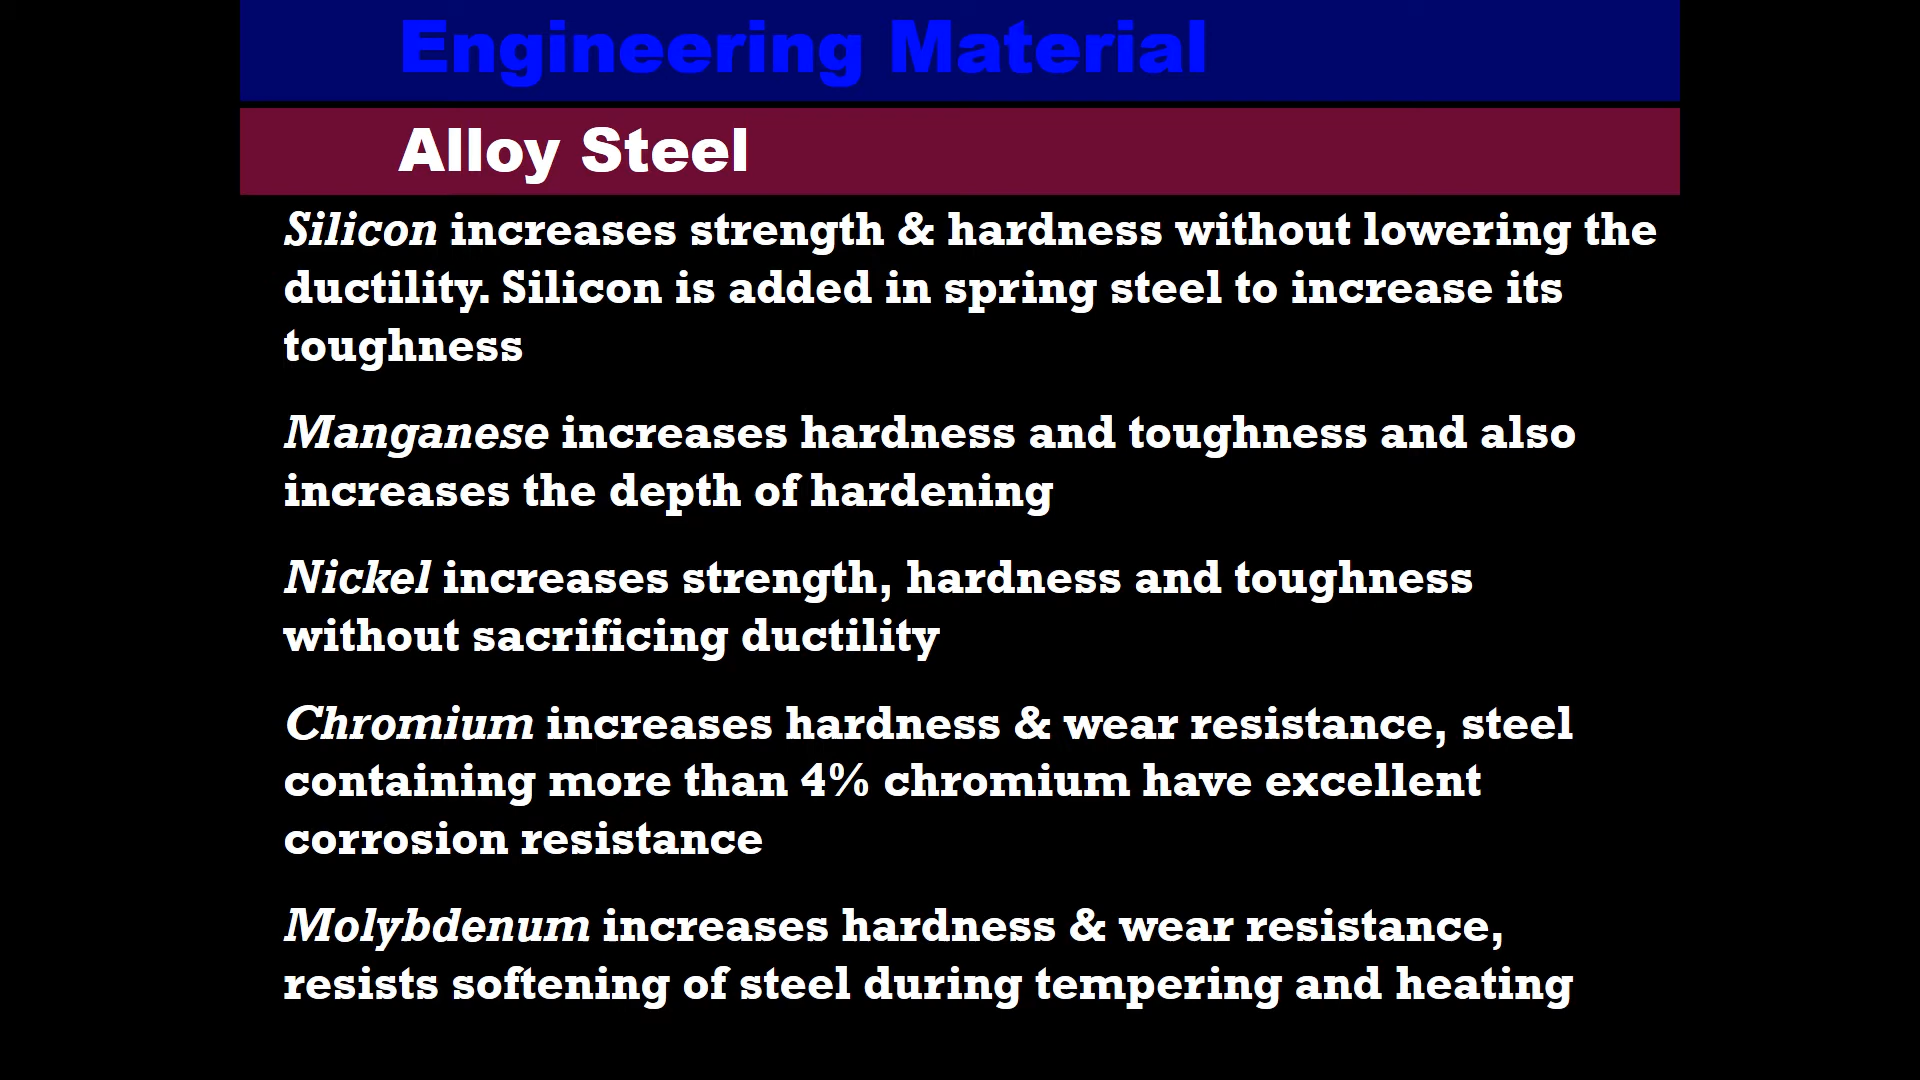 Engineering Material
Alloy Steel
Silicon increases strength & hardness without lowering the
ductility. Silicon is added in spring steel to increase its
toughness
Manganese increases hardness and toughness and also
increases the depth of hardening
Nickel increases strength, hardness and toughness
without sacrificing ductility
Chromium increases hardness & wear resistance, steel
containing more than 4% chromium have excellent
corrosion resistance
Molybdenum increases hardness & wear resistance,
resists softening of steel during tempering and heating